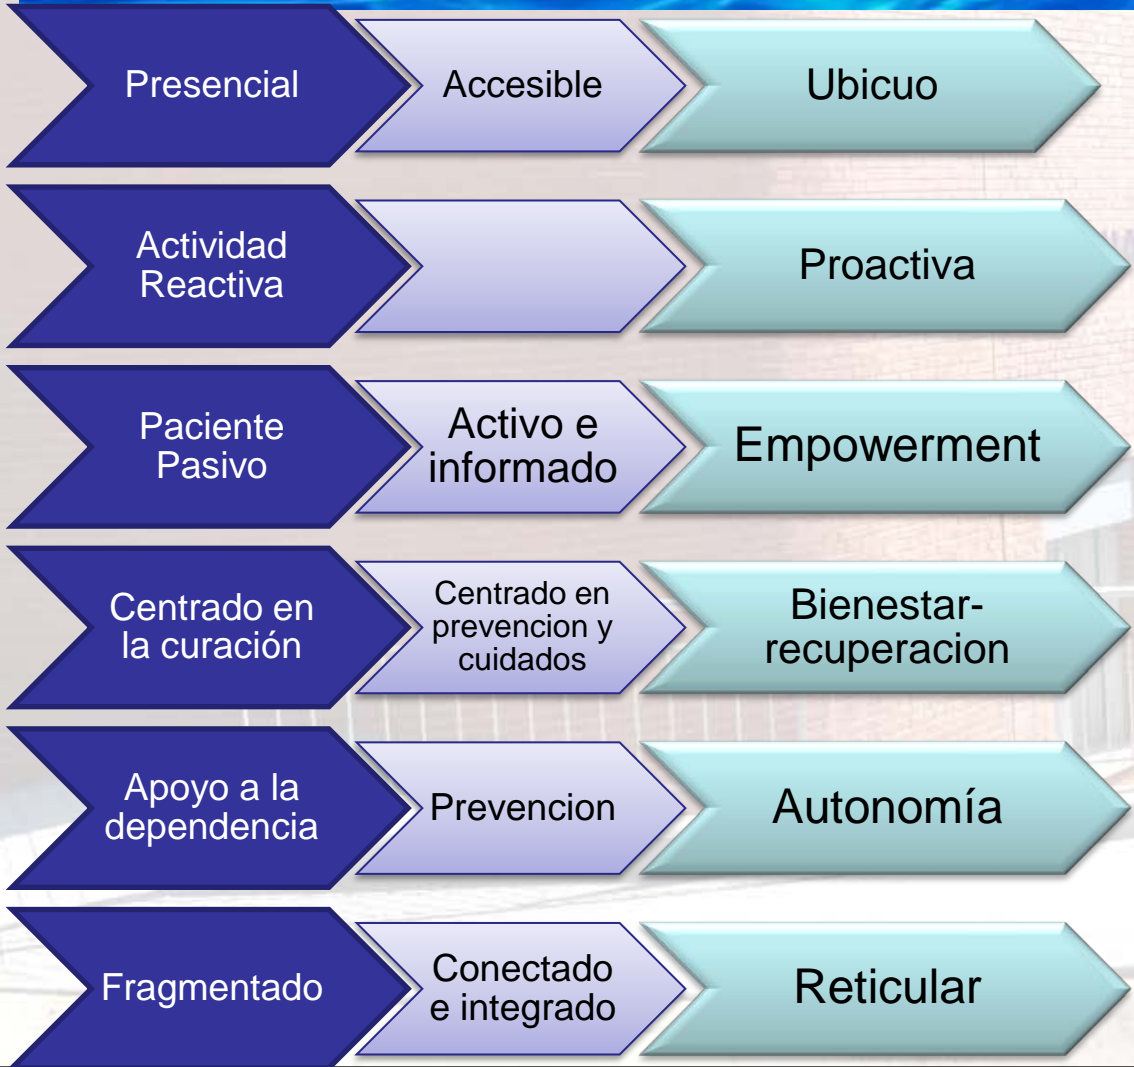 Presencial
Accesible
Ubicuo
Actividad
Reactiva
Proactiva
Paciente
Pasivo
Activo e
informado
Empowerment
Centrado en
la curación
Centrado en
prevencion y
cuidados
Bienestar-
recuperacion
Apoyo a la
dependencia
Prevencion
Autonomía
Fragmentado
Conectado
e integrado
Reticular